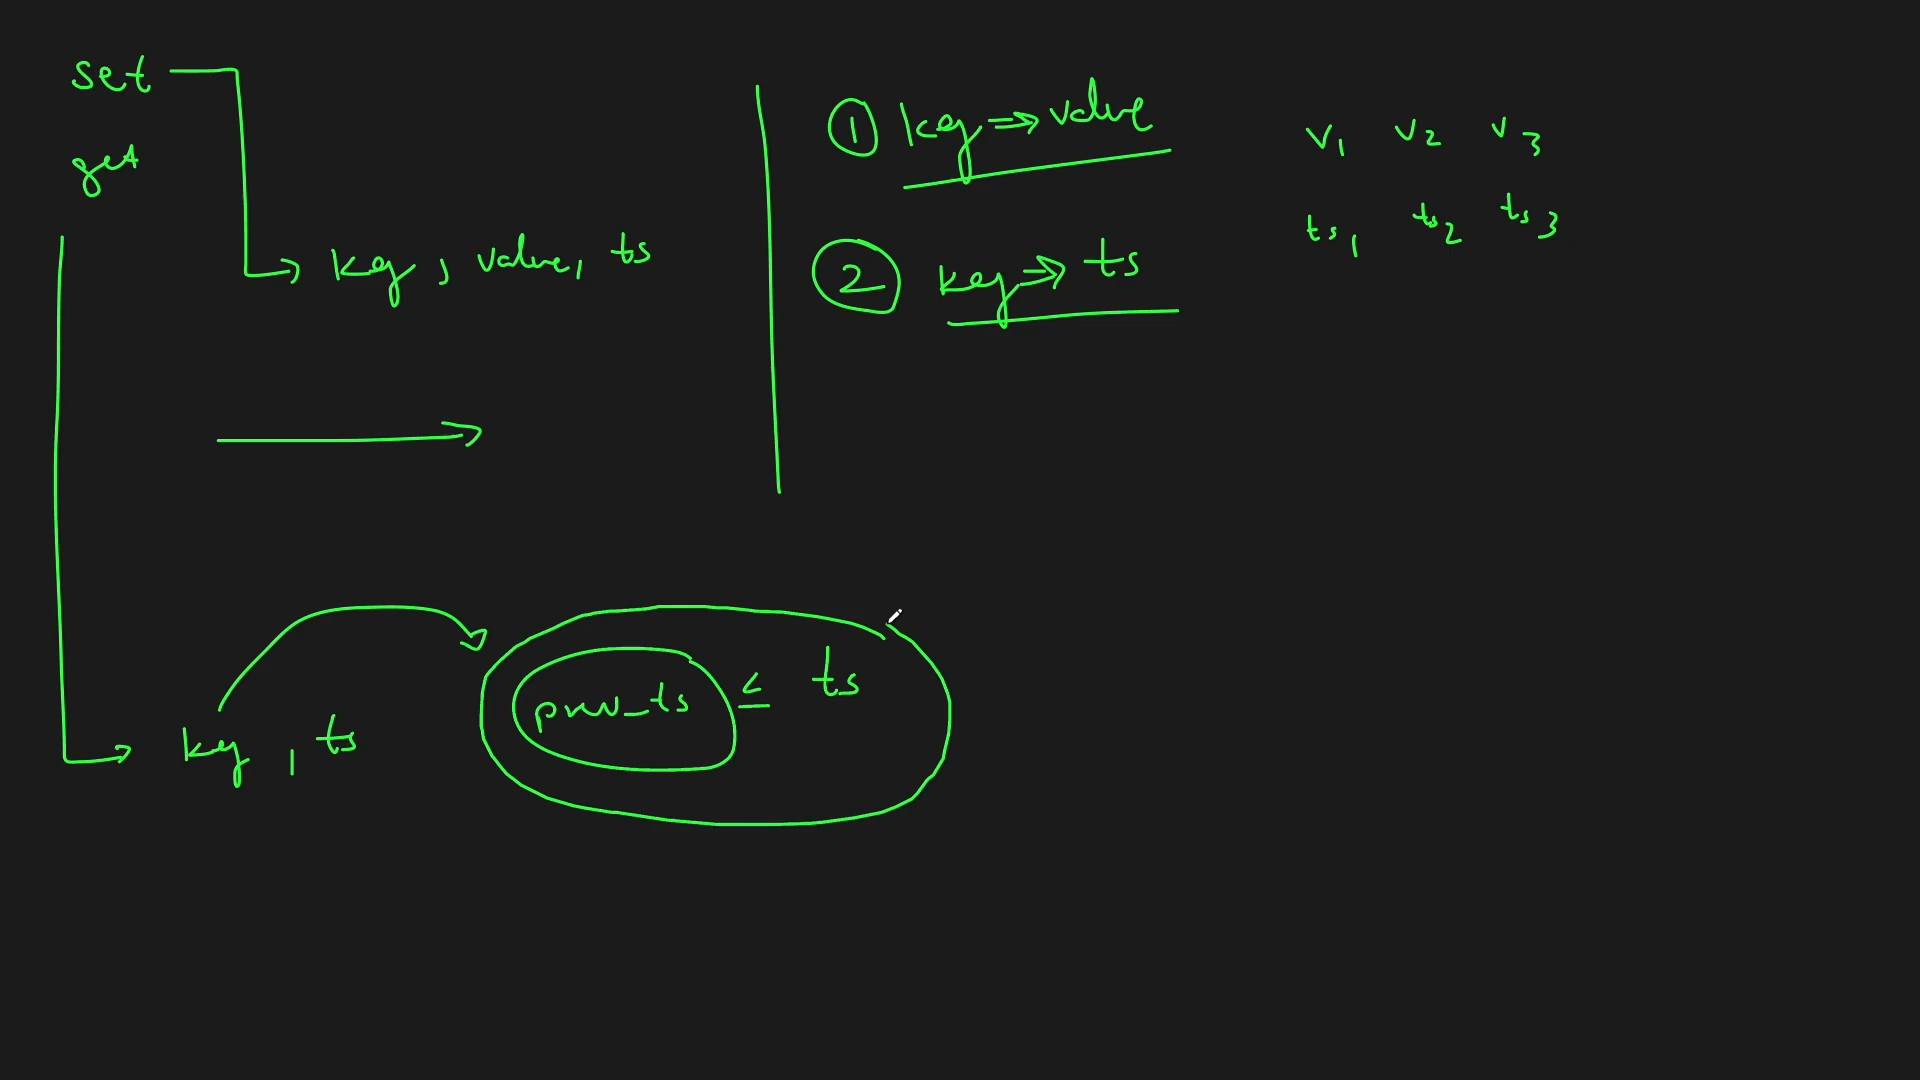 set
get
key, value, ts
① key ⇒ value
② key ⇒ ts
v1 v2 v3
ts1 ts2 ts3
key, ts
prev_ts ≤ ts